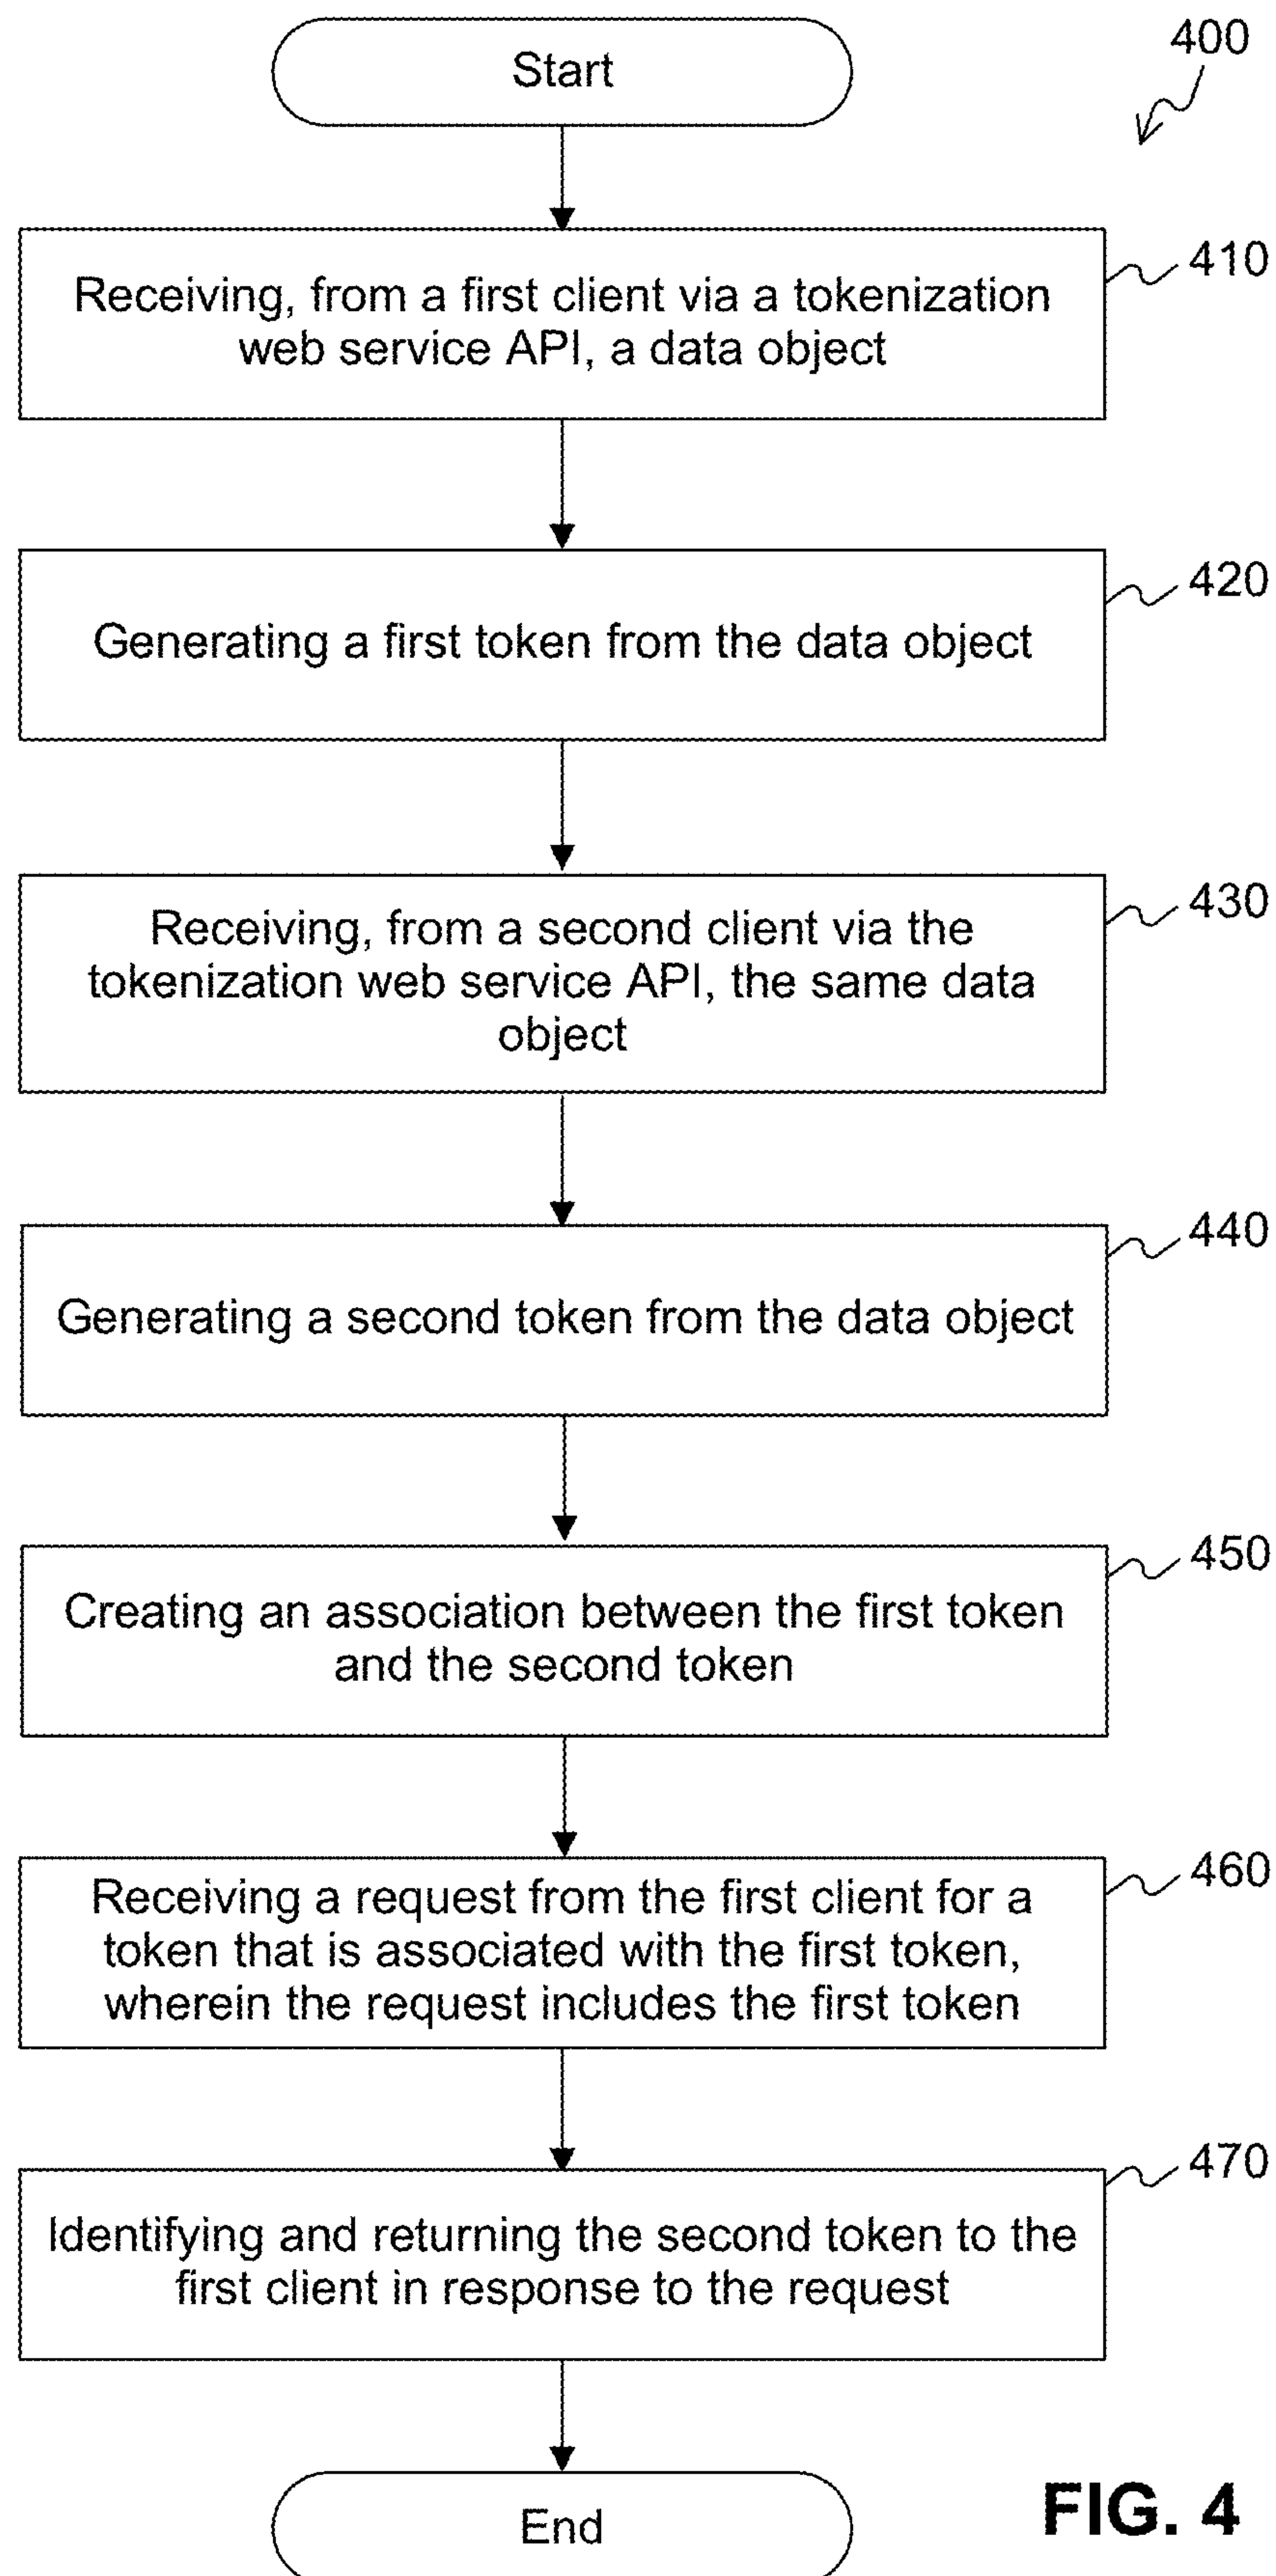 Start
400
Receiving, from a first client via a tokenization
web service API, a data object
410
Generating a first token from the data object
420
Receiving, from a second client via the
tokenization web service API, the same data
object
430
Generating a second token from the data object
440
Creating an association between the first token
and the second token
450
Receiving a request from the first client for a
token that is associated with the first token,
wherein the request includes the first token
460
Identifying and returning the second token to the
first client in response to the request
470
End
FIG. 4